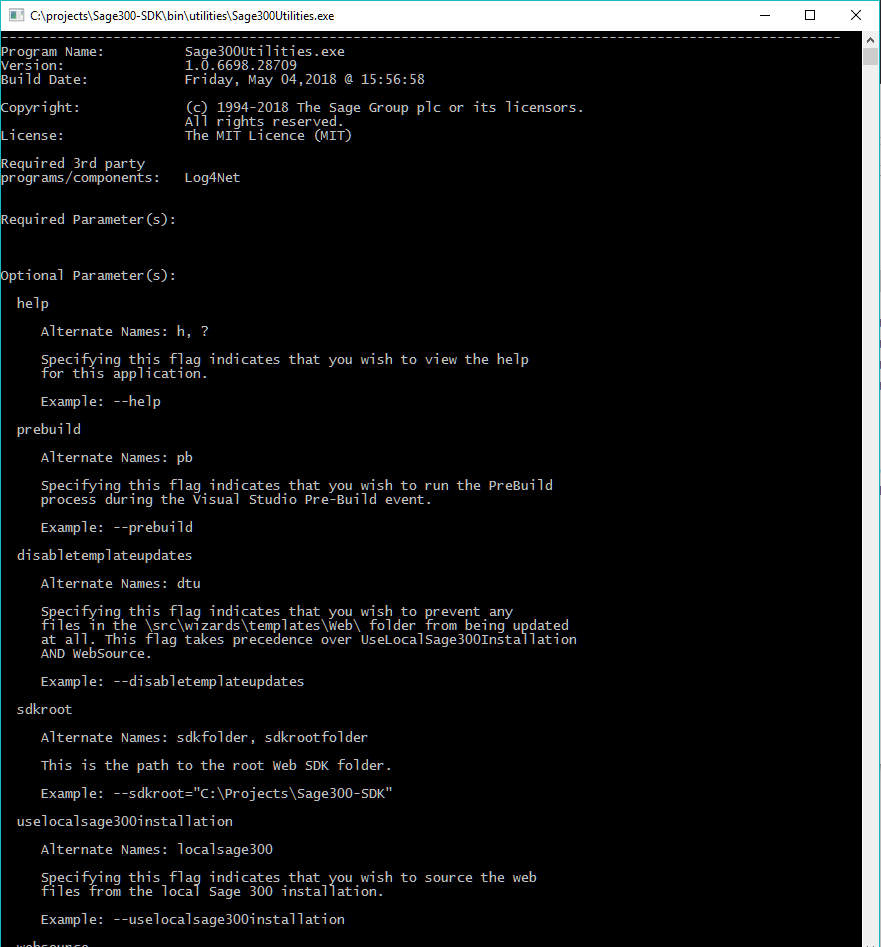 C:\projects\Sage300-SDK\bin\utilities\Sage300Utilities.exe
Program Name: Sage300Utilities.exe
Version: 1.0.6698.28709
Build Date: Friday, May 04,2018 @ 15:56:58
Copyright: (c) 1994-2018 The Sage Group plc or its licensors.
All rights reserved.
License: The MIT Licence (MIT)
Required 3rd party
programs/components: Log4Net
Required Parameter(s):
Optional Parameter(s):
help
Alternate Names: h, ?
Specifying this flag indicates that you wish to view the help
for this application.
Example: --help
prebuild
Alternate Names: pb
Specifying this flag indicates that you wish to run the PreBuild
process during the Visual Studio Pre-Build event.
Example: --prebuild
disabletemplateupdates
Alternate Names: dtu
Specifying this flag indicates that you wish to prevent any
files in the \src\wizards\templates\Web\ folder from being updated
at all. This flag takes precedence over UseLocalSage300Installation
AND WebSource.
Example: --disabletemplateupdates
sdkroot
Alternate Names: sdkfolder, sdkrootfolder
This is the path to the root Web SDK folder.
Example: --sdkroot="C:\Projects\Sage300-SDK"
uselocalsage300installation
Alternate Names: localsage300
Specifying this flag indicates that you wish to source the web
files from the local Sage 300 installation.
Example: --uselocalsage300installation
websource